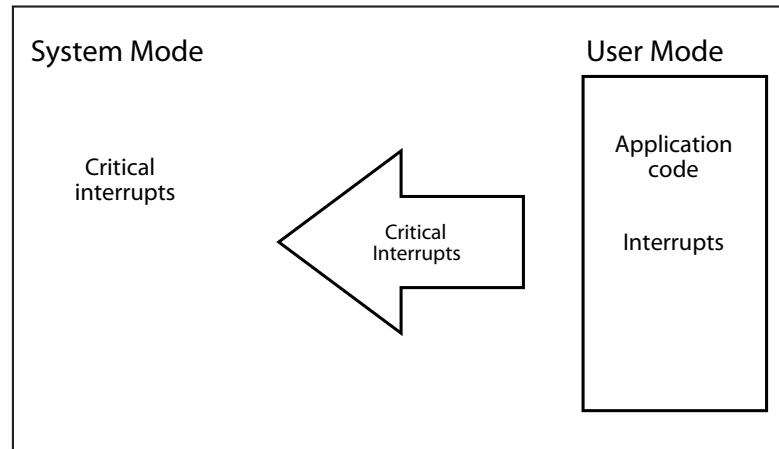 System Mode
User Mode
Critical
interrupts
Critical
Interrupts
Application
code
Interrupts